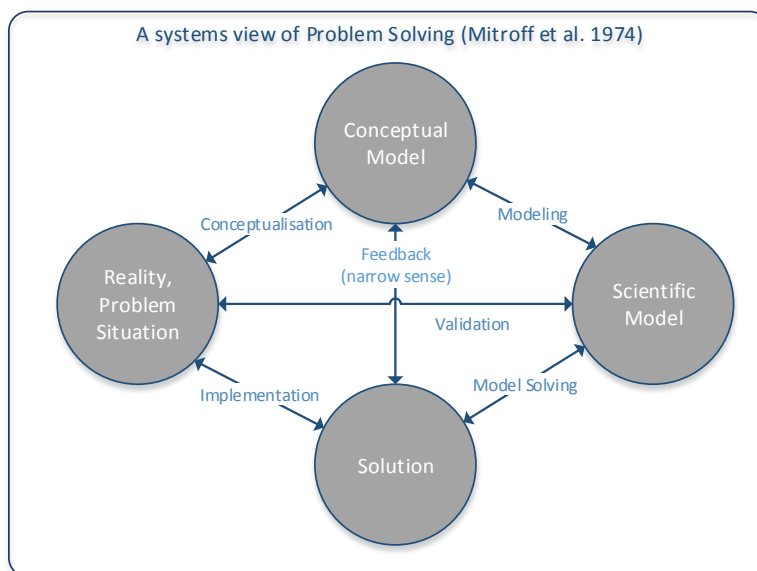 A systems view of Problem Solving (Mitroff et al. 1974)
Conceptual
Model
Conceptualisation
Modeling
Feedback
(narrow sense)
Reality,
Problem
Situation
Scientific
Model
Validation
Implementation
Model Solving
Solution